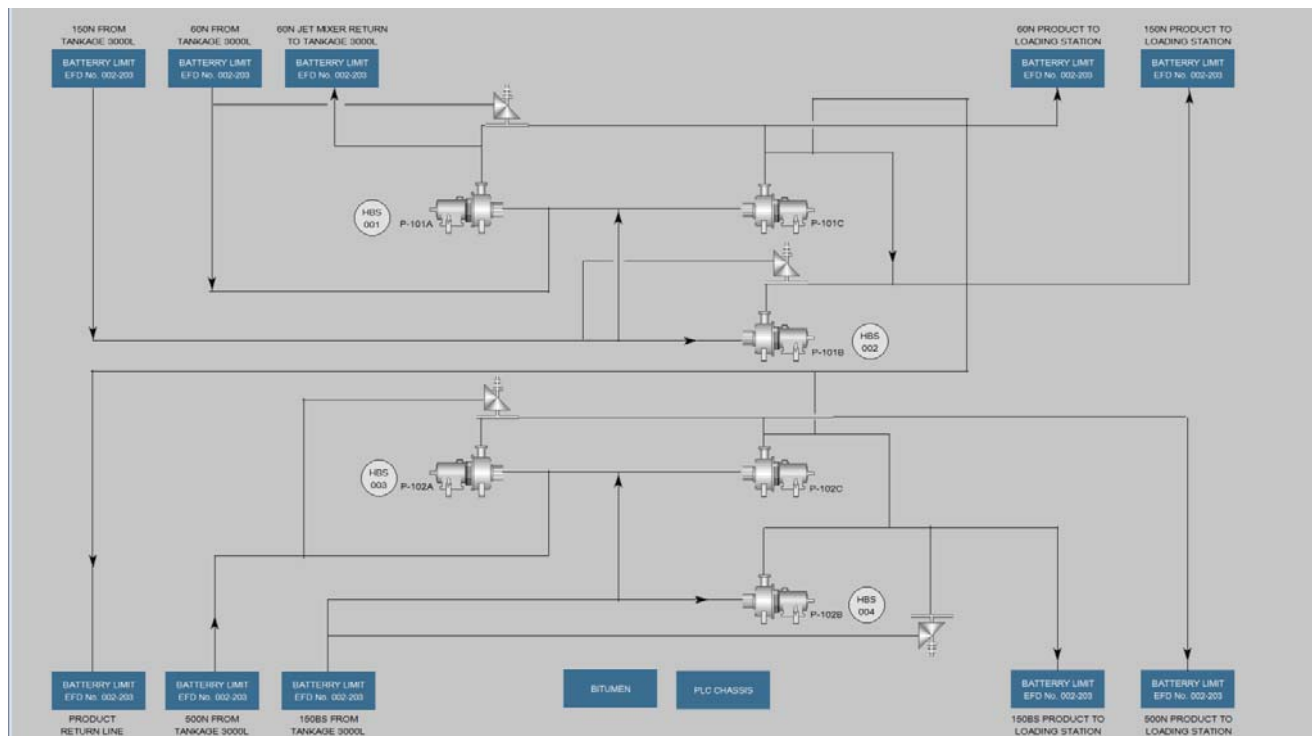 150N FROM
TANKAGE 3000L
60N FROM
TANKAGE 3000L
60N JET MIXER RETURN
TO TANKAGE 3000L
60N PRODUCT TO
LOADING STATION
150N PRODUCT TO
LOADING STATION
BATTERRY LIMIT
EFD No. 002-203
BATTERRY LIMIT
EFD No. 002-203
BATTERRY LIMIT
EFD No. 002-203
BATTERRY LIMIT
EFD No. 002-203
BATTERRY LIMIT
EFD No. 002-203
HBS
001
P-101A
P-101C
P-101B
HBS
002
HBS
003
P-102A
P-102C
P-102B
HBS
004
BATTERRY LIMIT
EFD No. 002-203
BATTERRY LIMIT
EFD No. 002-203
BATTERRY LIMIT
EFD No. 002-203
BITUMEN
PLC CHASSIS
BATTERRY LIMIT
EFD No. 002-203
BATTERRY LIMIT
EFD No. 002-203
PRODUCT
RETURN LINE
500N FROM
TANKAGE 3000L
150BS FROM
TANKAGE 3000L
150BS PRODUCT TO
LOADING STATION
500N PRODUCT TO
LOADING STATION